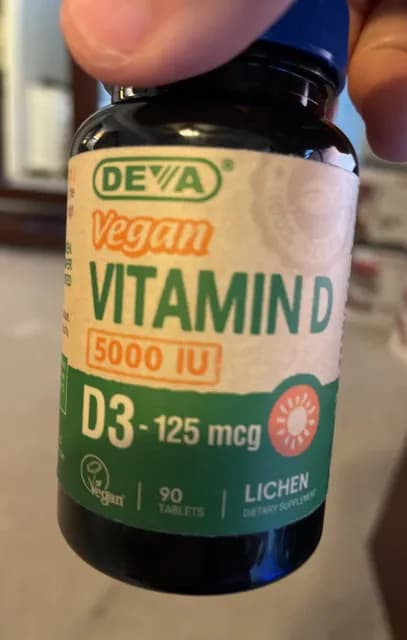 DEVA®
Vegan
VITAMIN D
5000 IU
D3 - 125 mcg
Vegan
90
TABLETS
LICHEN
DIETARY SUPPLEMENT